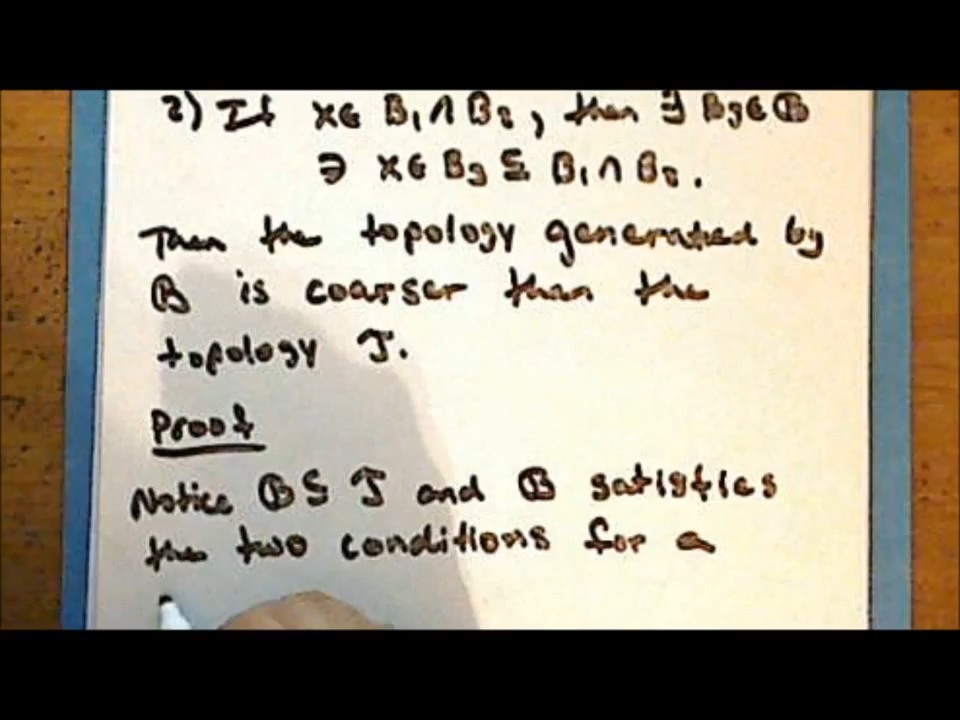 2) If x∈ B₁∩B₂, then ∃ B₃∈ 𝓑
∋ x∈B₃ ⊆ B₁∩B₂.
Then the topology generated by
𝓑 is coarser than the
topology 𝒯.
Proof
Notice 𝓑⊆ 𝒯 and 𝓑 satisfies
the two conditions for a